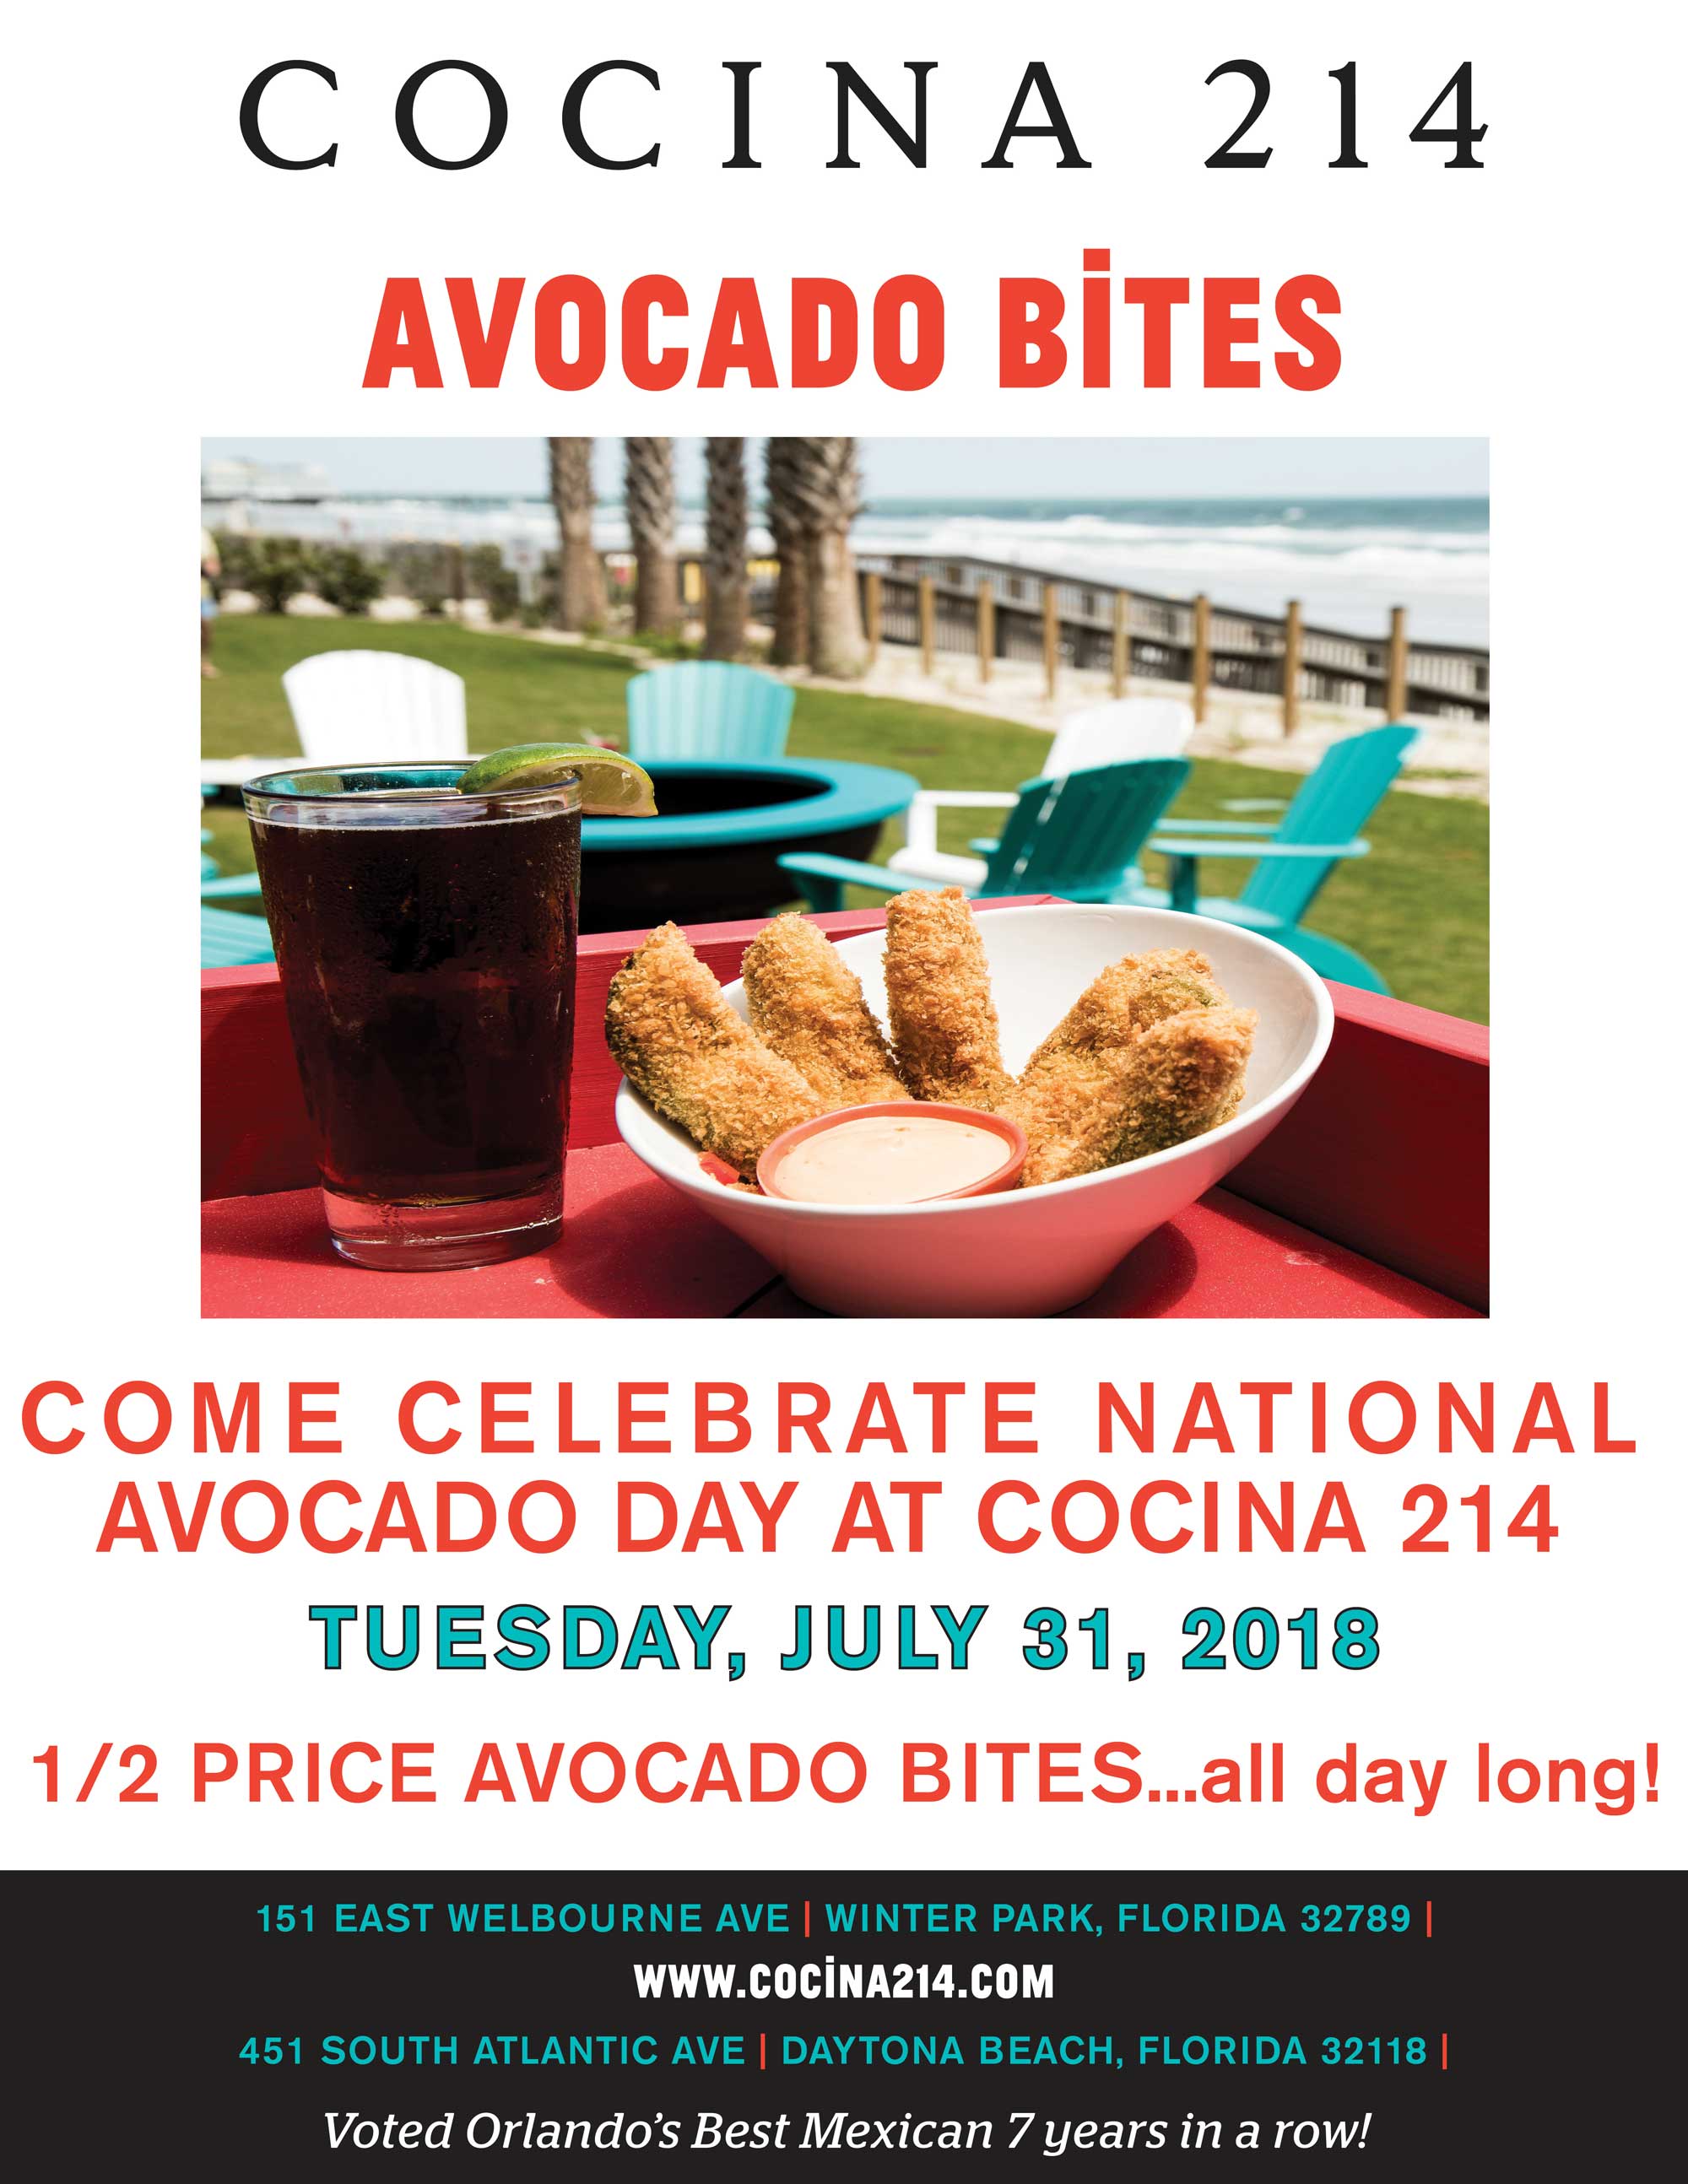 COCINA 214
AVOCADO BiTES
COME CELEBRATE NATIONAL
AVOCADO DAY AT COCINA 214
TUESDAY, JULY 31, 2018
1/2 PRICE AVOCADO BITES...all day long!
151 EAST WELBOURNE AVE | WINTER PARK, FLORIDA 32789 |
WWW.COCiNA214.COM
451 SOUTH ATLANTIC AVE | DAYTONA BEACH, FLORIDA 32118 |
Voted Orlando's Best Mexican 7 years in a row!